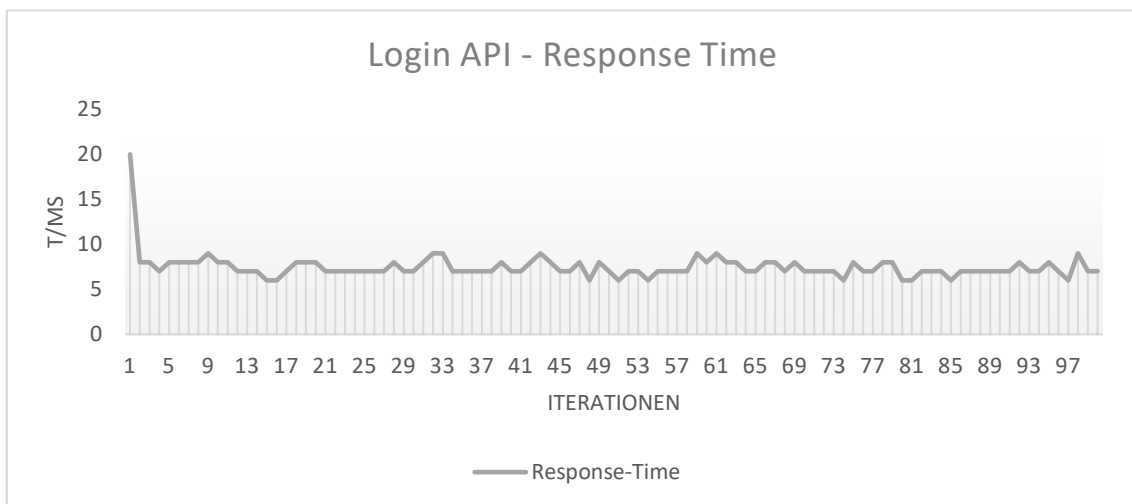 Login API - Response Time
25
20
15
10
5
0
T/MS
1 5 9 13 17 21 25 29 33 37 41 45 49 53 57 61 65 69 73 77 81 85 89 93 97
ITERATIONEN
Response-Time